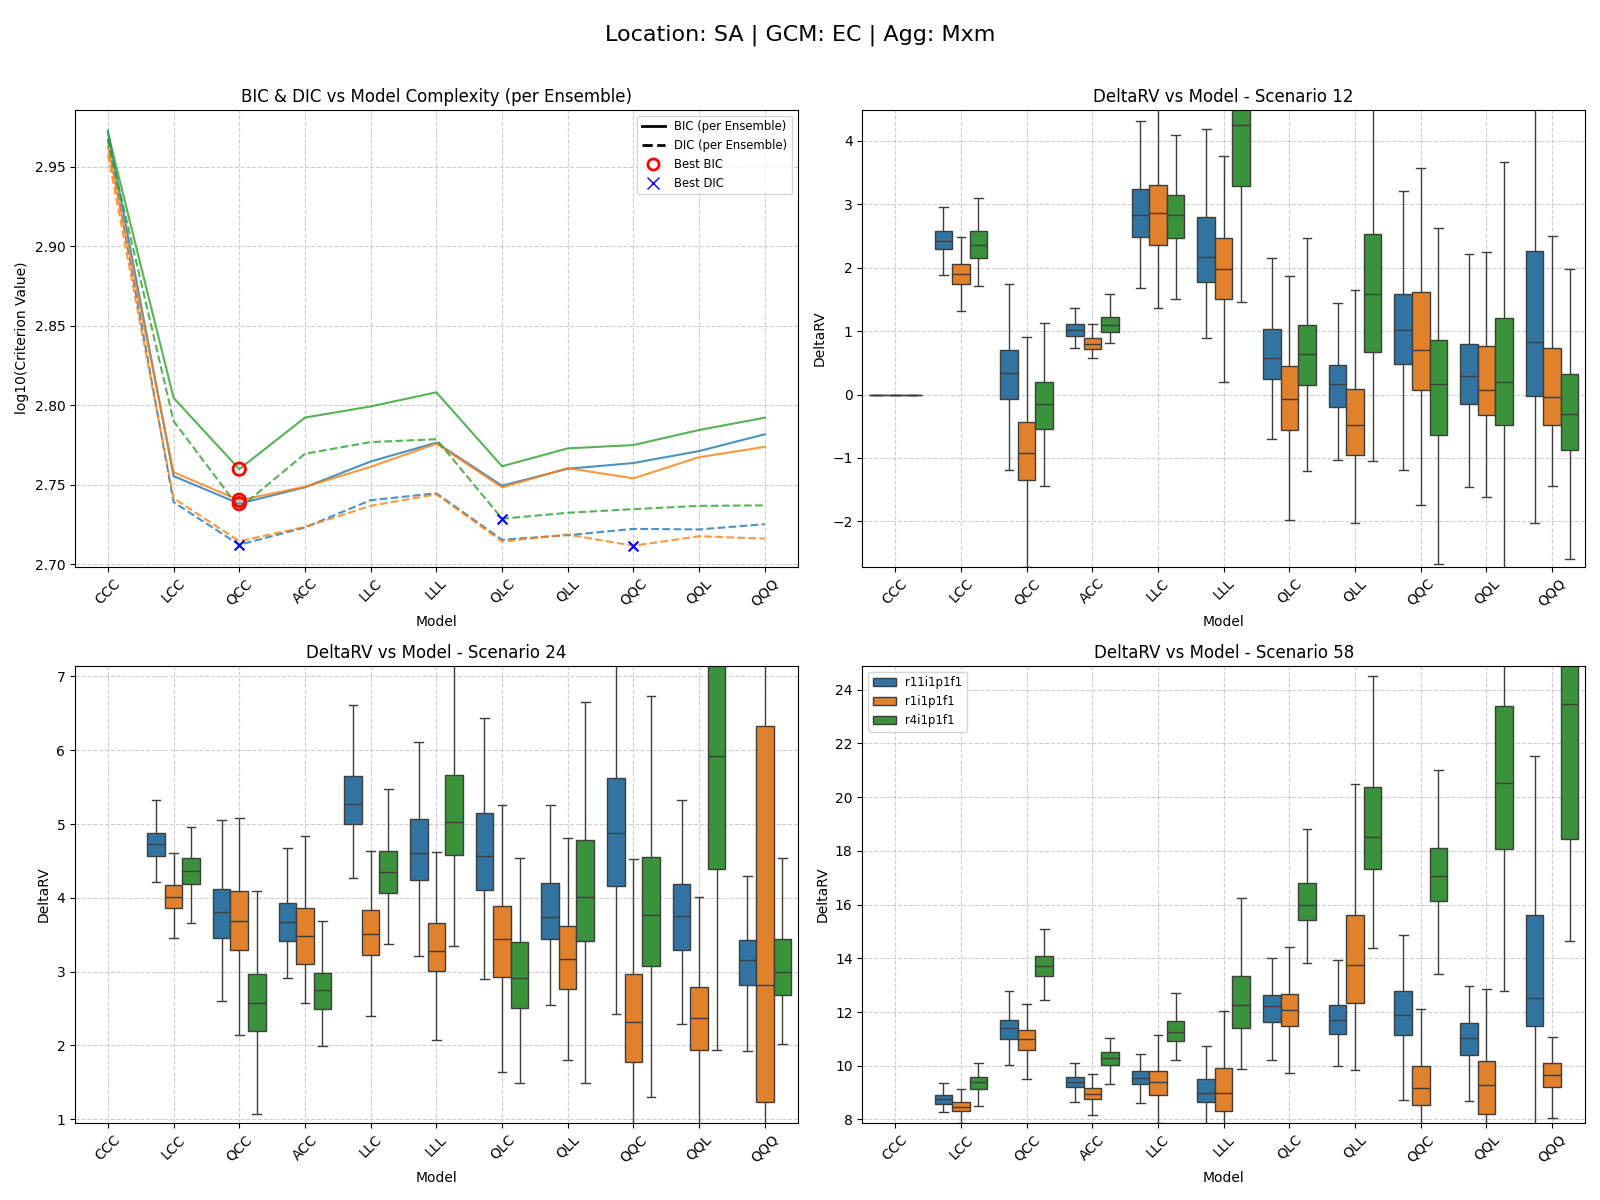 Location: SA | GCM: EC | Agg: Mxm
BIC & DIC vs Model Complexity (per Ensemble)
log10(Criterion Value)
2.95
2.90
2.85
2.80
2.75
2.70
BIC (per Ensemble)
DIC (per Ensemble)
Best BIC
Best DIC
CCC LCC QCC ACC LLC LLL QLC QLL QQC QQL QQQ
Model
DeltaRV vs Model - Scenario 12
DeltaRV
4
3
2
1
0
−1
−2
CCC LCC QCC ACC LLC LLL QLC QLL QQC QQL QQQ
Model
DeltaRV vs Model - Scenario 24
DeltaRV
7
6
5
4
3
2
1
CCC LCC QCC ACC LLC LLL QLC QLL QQC QQL QQQ
Model
DeltaRV vs Model - Scenario 58
DeltaRV
24
22
20
18
16
14
12
10
8
r11i1p1f1
r1i1p1f1
r4i1p1f1
CCC LCC QCC ACC LLC LLL QLC QLL QQC QQL QQQ
Model